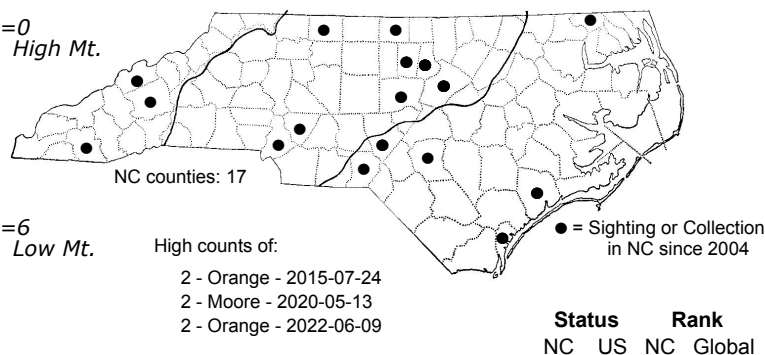 =0
High Mt.
NC counties: 17
=6
Low Mt.
High counts of:
2 - Orange - 2015-07-24
2 - Moore - 2020-05-13
2 - Orange - 2022-06-09
● = Sighting or Collection
in NC since 2004
Status Rank
NC US NC Global